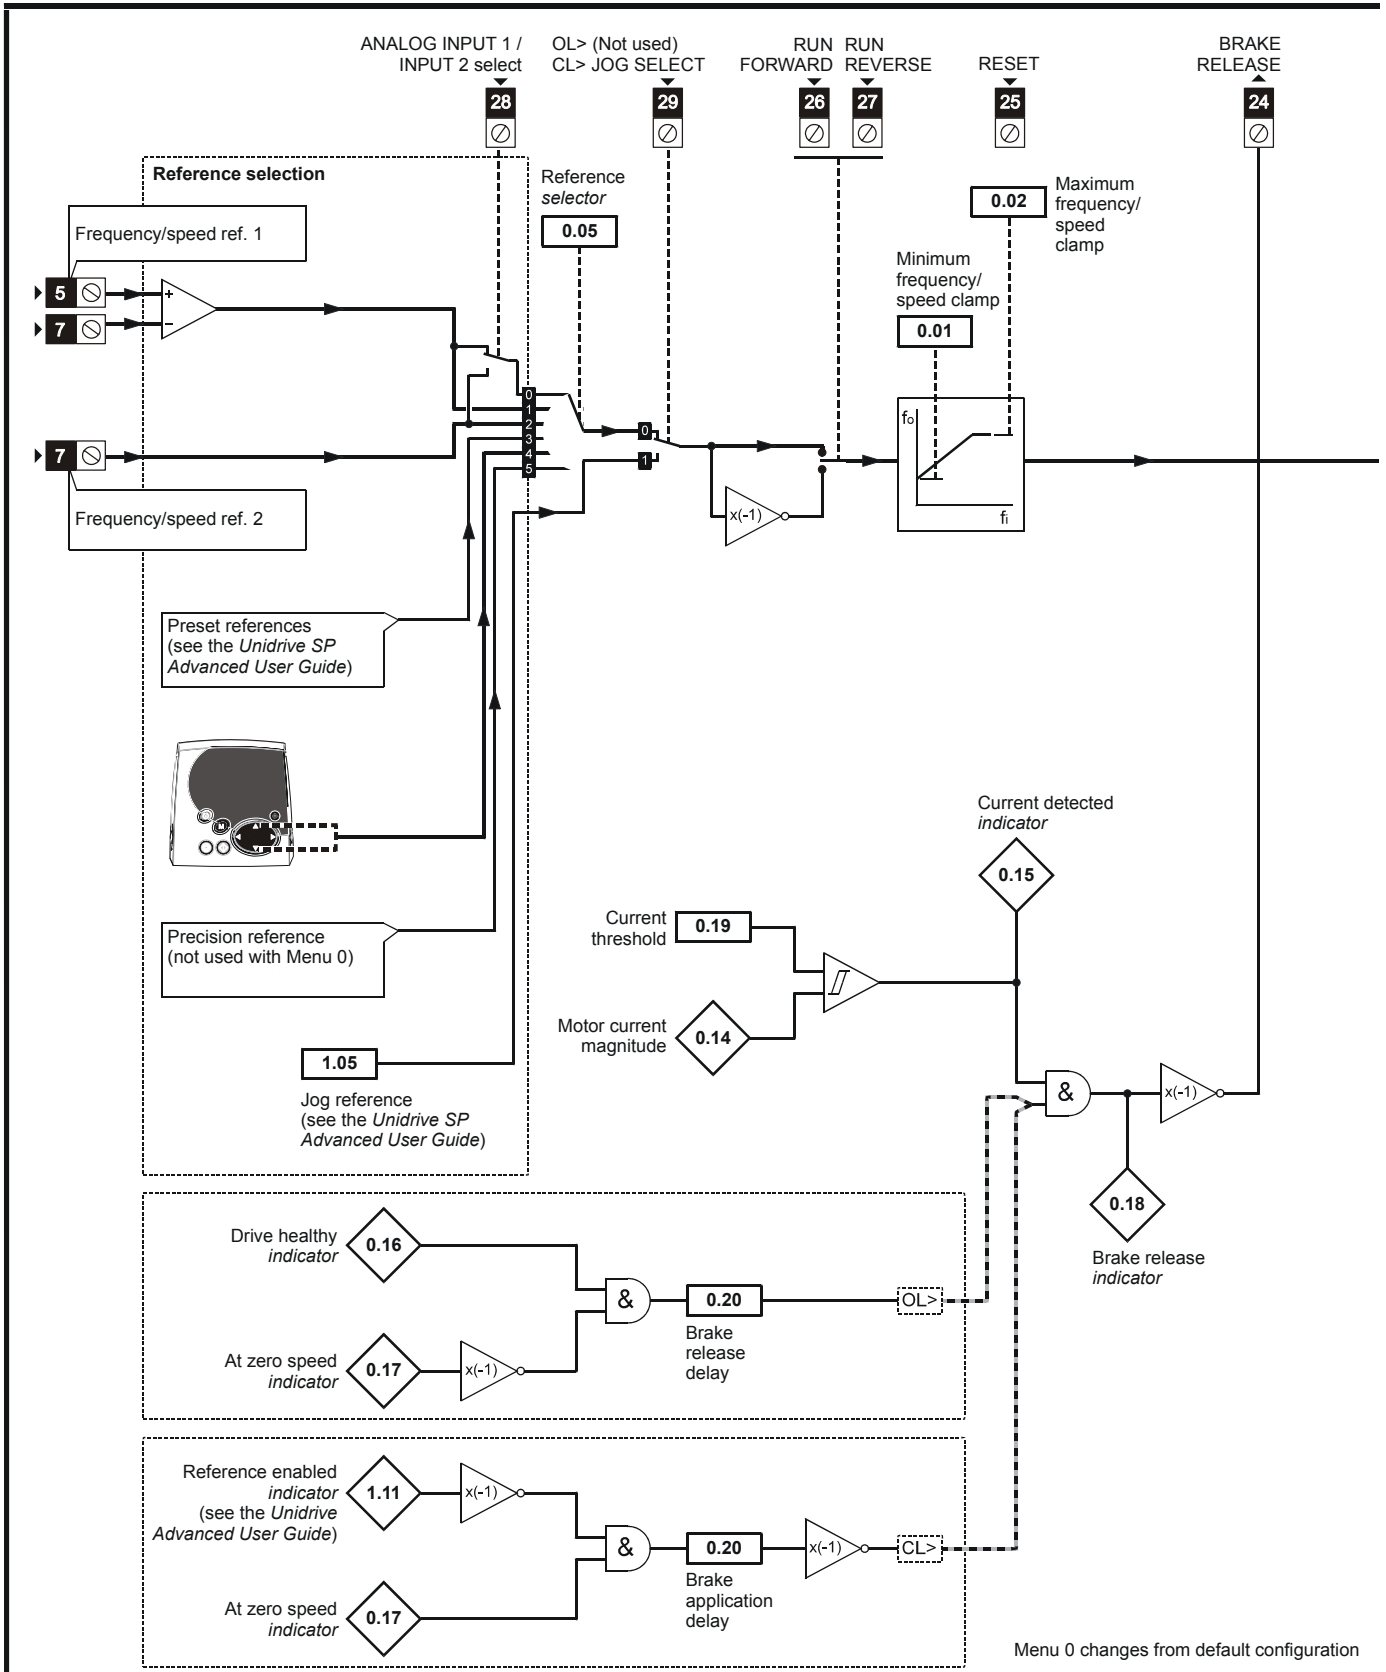 ANALOG INPUT 1 /
INPUT 2 select
28
OL> (Not used)
CL> JOG SELECT
29
RUN
FORWARD
26
RUN
REVERSE
27
RESET
25
BRAKE
RELEASE
24
Reference selection
Reference
selector
0.05
Maximum
frequency/
speed
clamp
0.02
Minimum
frequency/
speed clamp
0.01
Frequency/speed ref. 1
5
7
+
−
0
1
2
3
4
5
0
1
x(-1)
fo
fi
7
Frequency/speed ref. 2
Preset references
(see the Unidrive SP
Advanced User Guide)
M
Precision reference
(not used with Menu 0)
1.05
Jog reference
(see the Unidrive SP
Advanced User Guide)
Current detected
indicator
0.15
Current
threshold
0.19
Motor current
magnitude
0.14
&
x(-1)
0.18
Brake release
indicator
Drive healthy
indicator
0.16
At zero speed
indicator
0.17
x(-1)
&
0.20
Brake
release
delay
OL>
Reference enabled
indicator
(see the Unidrive
Advanced User Guide)
1.11
x(-1)
At zero speed
indicator
0.17
&
0.20
Brake
application
delay
x(-1)
CL>
Menu 0 changes from default configuration